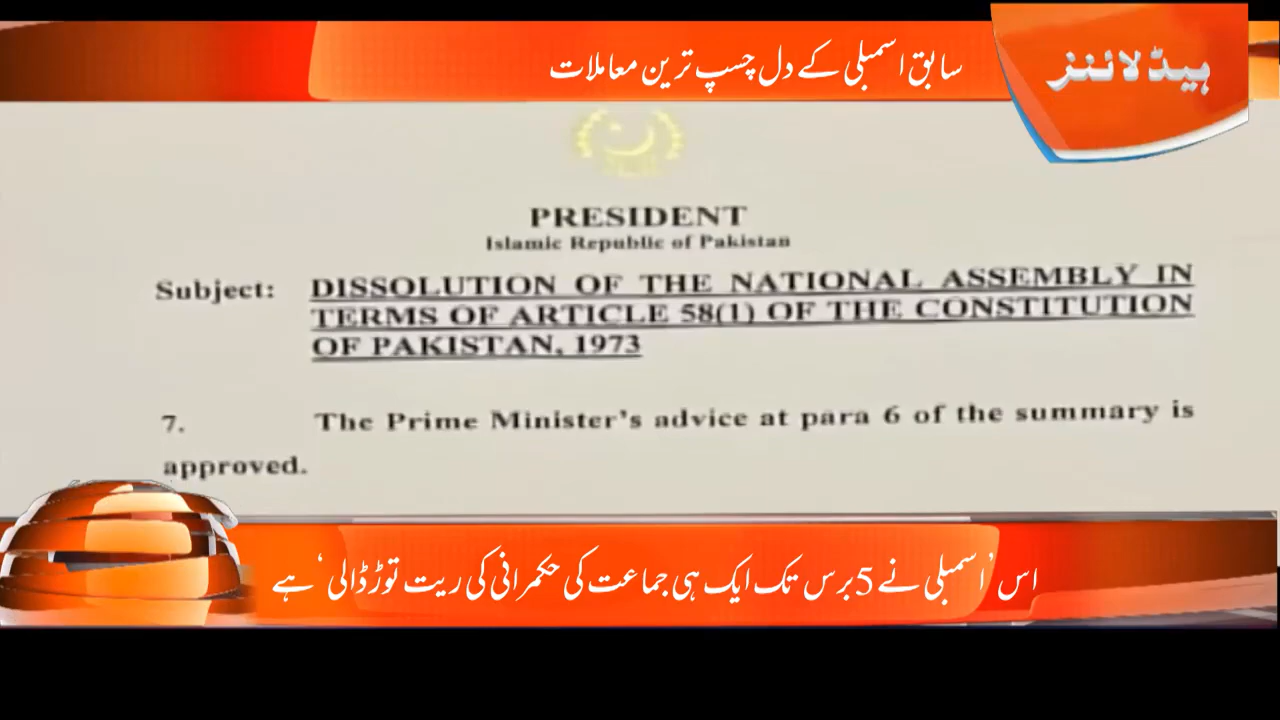 ہیڈلائنز
سابق اسمبلی کے دل چسپ ترین معاملات
PRESIDENT
Islamic Republic of Pakistan
Subject: DISSOLUTION OF THE NATIONAL ASSEMBLY IN
TERMS OF ARTICLE 58(1) OF THE CONSTITUTION
OF PAKISTAN, 1973
7. The Prime Minister's advice at para 6 of the summary is
approved.
اس ’اسمبلی نے 5 برس تک ایک ہی جماعت کی حکمرانی کی ریت توڑ ڈالی‘ ہے